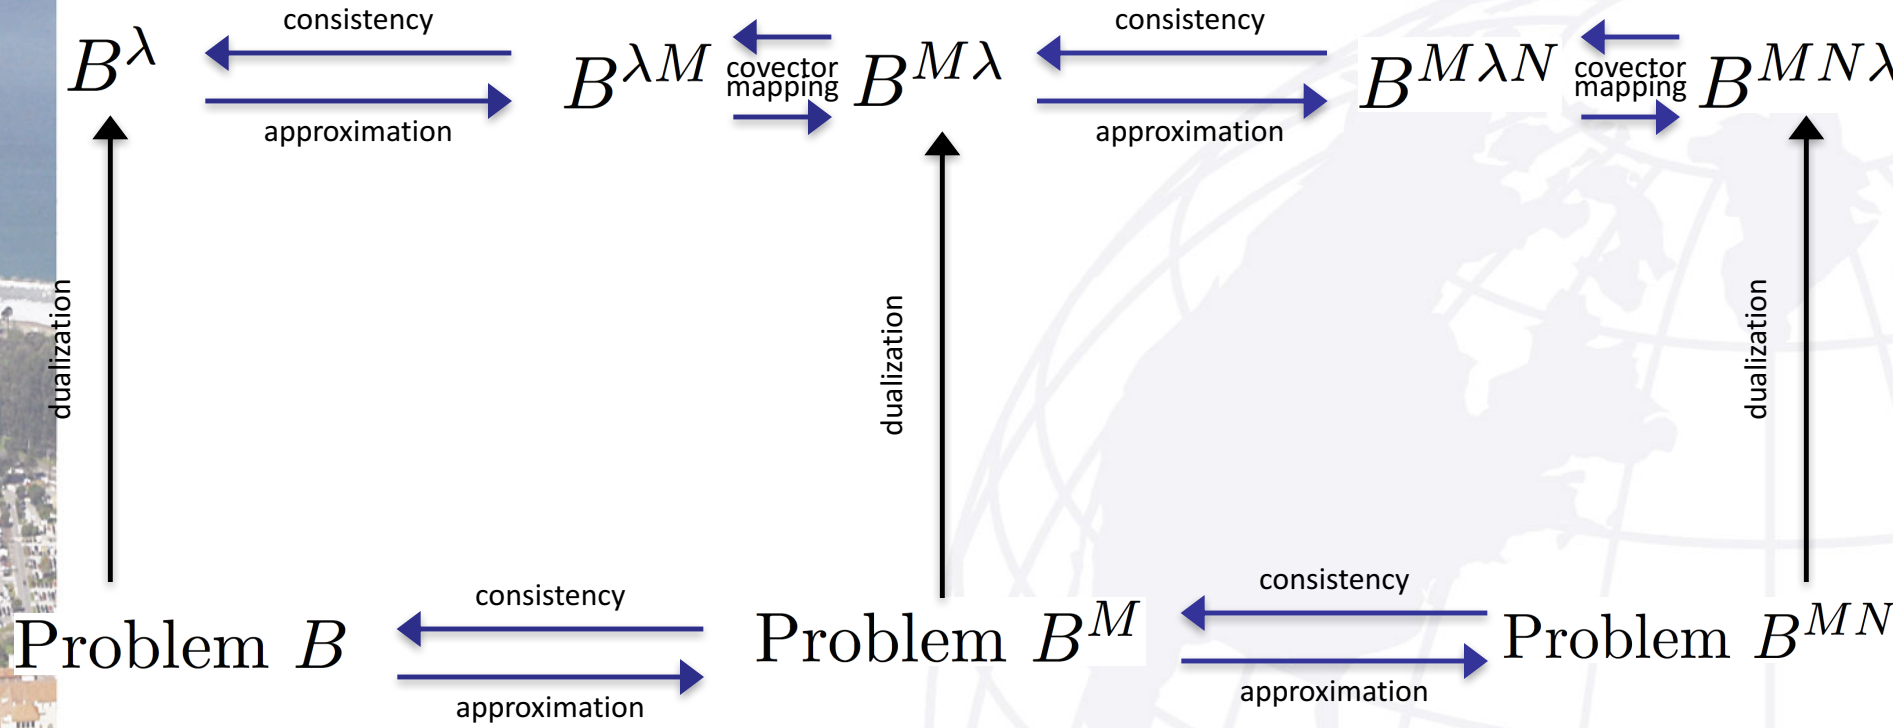 consistency
consistency
B^λ
B^{λM}
covector
mapping
B^{Mλ}
B^{MλN}
covector
mapping
B^{MNλ}
approximation
approximation
dualization
dualization
dualization
consistency
consistency
Problem B
Problem B^M
Problem B^{MN}
approximation
approximation